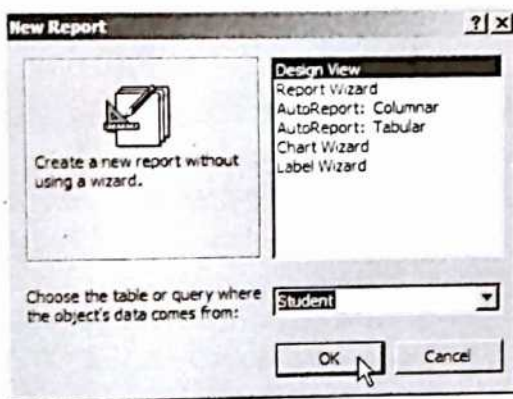 New Report
Create a new report without
using a wizard.
Design View
Report Wizard
AutoReport: Columnar
AutoReport: Tabular
Chart Wizard
Label Wizard
Choose the table or query where
the object's data comes from:
Student
OK
Cancel